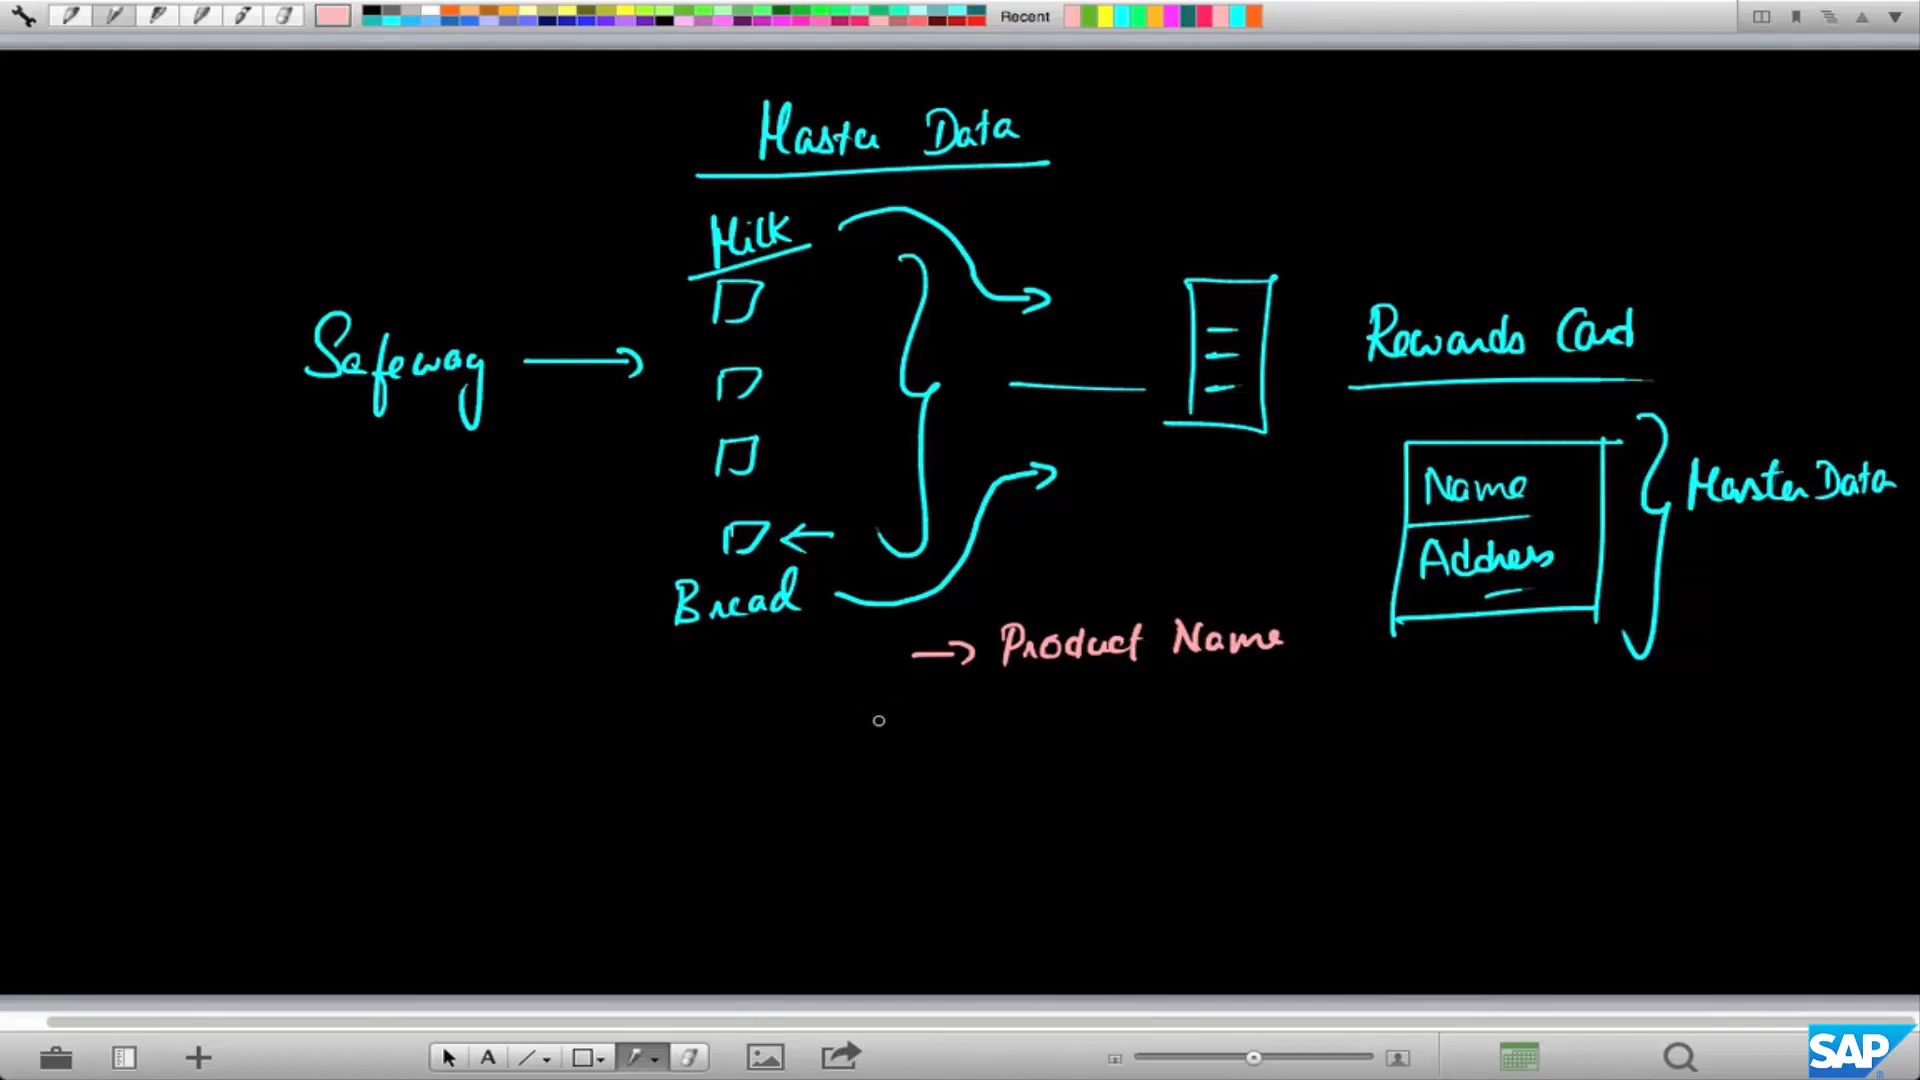 Recent
Master Data
Milk
Safeway
Bread
Product Name
Rewards Card
Name
Address
Master Data
A
SAP